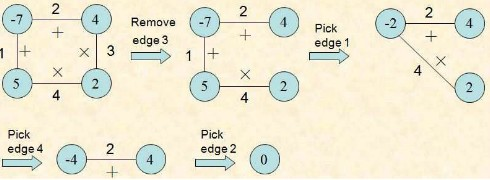 -7 2 4
+
1 + × 3
5 × 2
4
Remove
edge 3
-7 2 4
+
1 +
×
5 4 2
Pick
edge 1
-2 2 4
+
×
4
2
Pick
edge 4
-4 2 4
+
Pick
edge 2
0